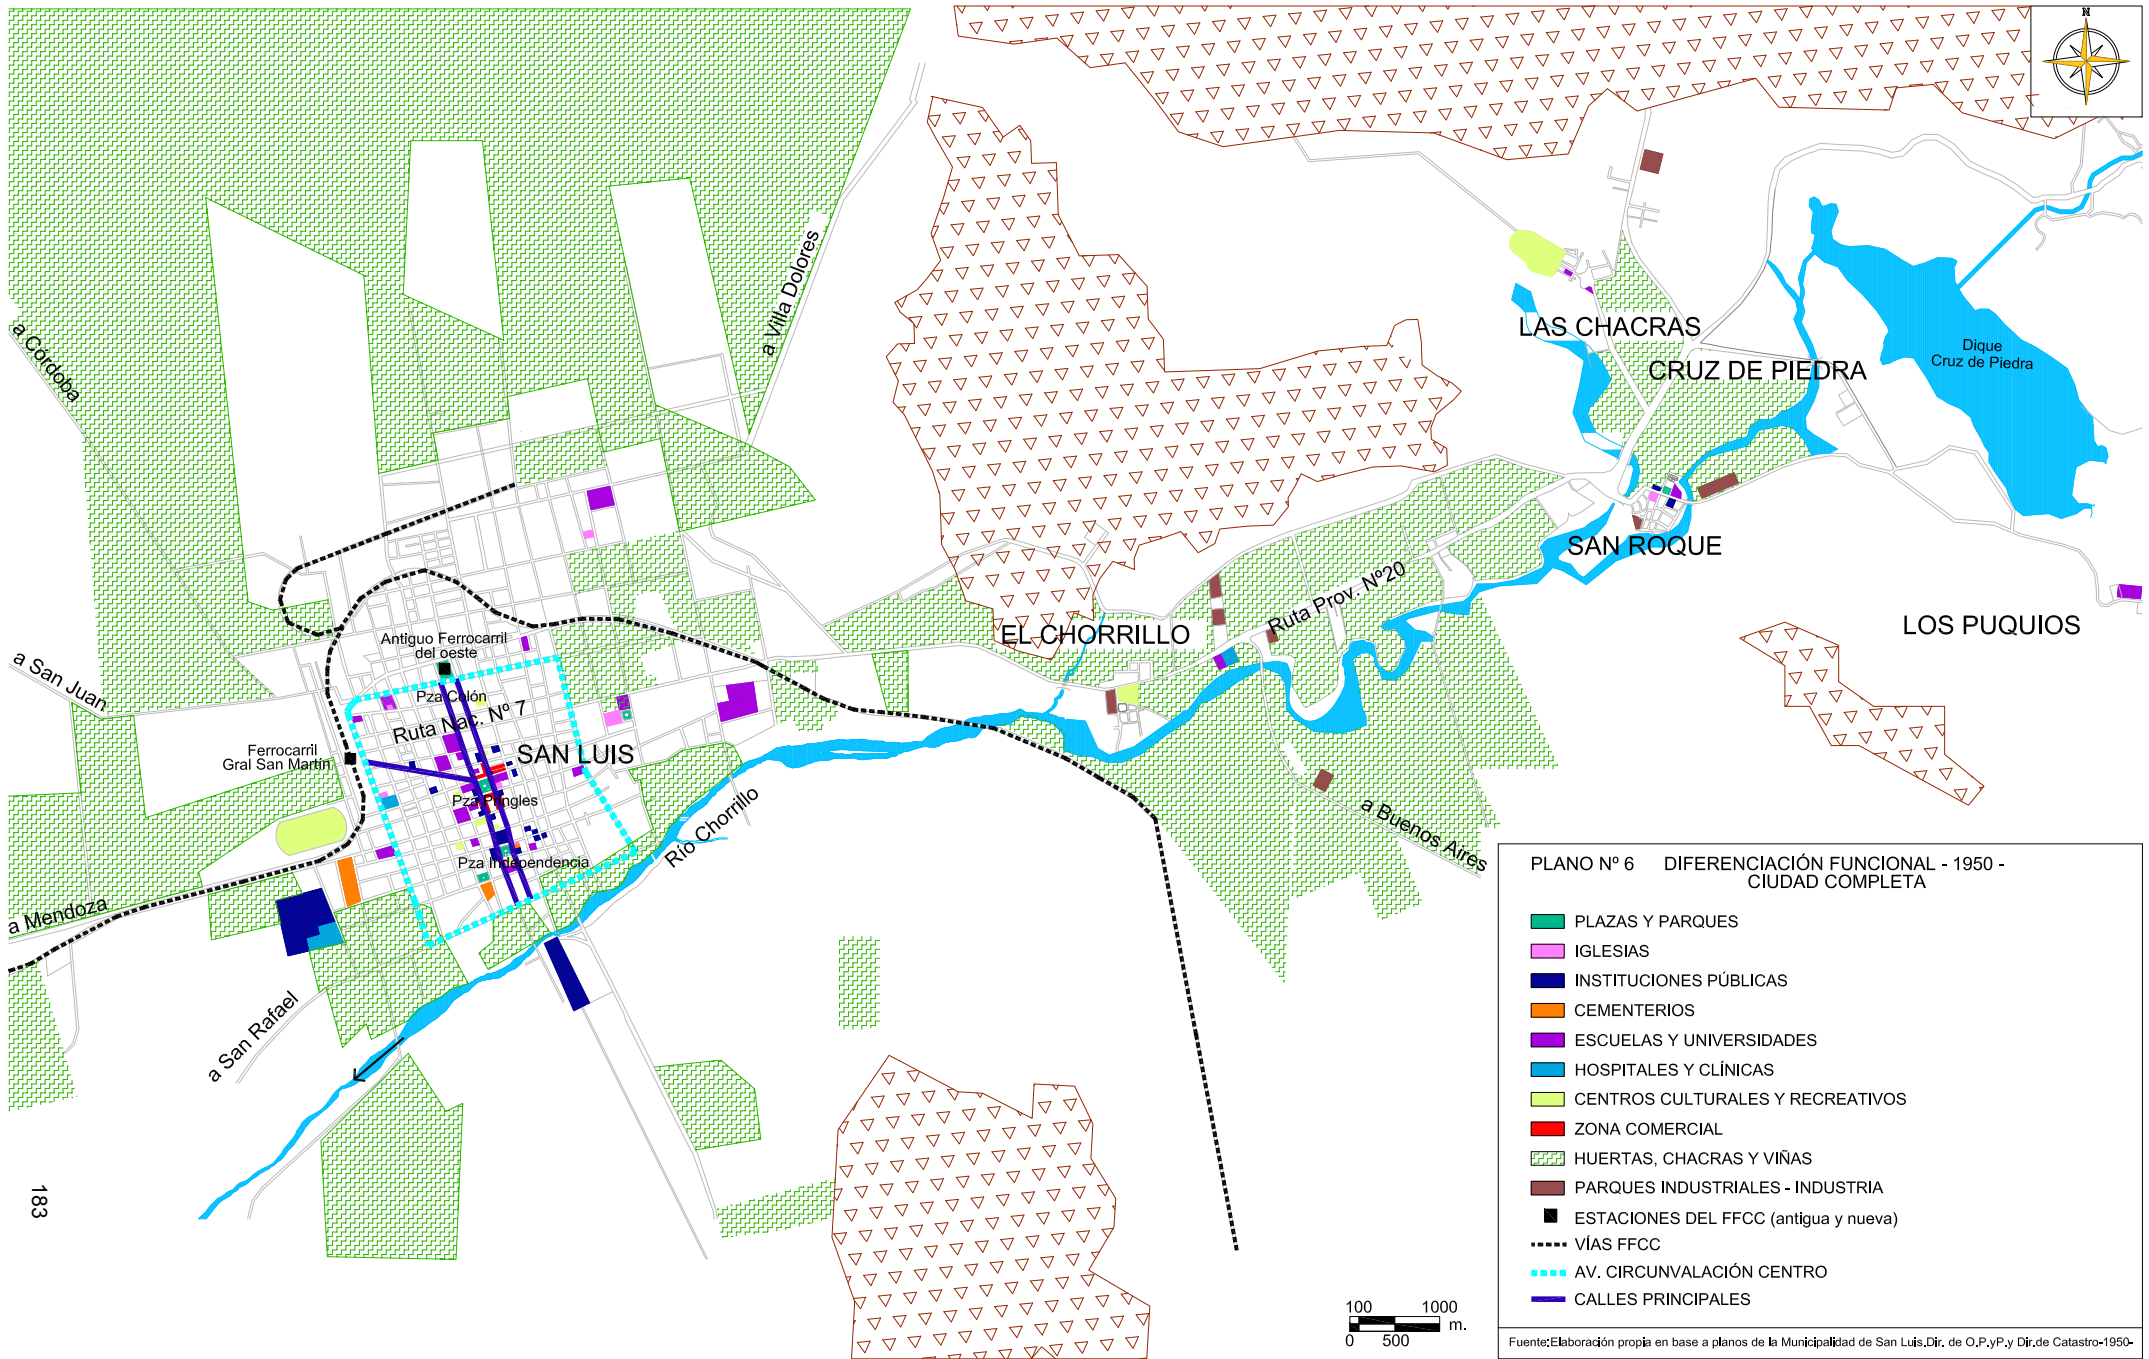 N
a Córdoba
a Villa Dolores
LAS CHACRAS
CRUZ DE PIEDRA
Dique
Cruz de Piedra
SAN ROQUE
Ruta Prov. Nº20
EL CHORRILLO
LOS PUQUIOS
a San Juan
Antiguo Ferrocarril
del oeste
Pza Colón
Ruta Nac. Nº 7
Ferrocarril
Gral San Martín
SAN LUIS
Pza Pringles
Río Chorrillo
Pza Independencia
a Buenos Aires
a Mendoza
a San Rafael
183
PLANO Nº 6 DIFERENCIACIÓN FUNCIONAL - 1950 -
CIUDAD COMPLETA
PLAZAS Y PARQUES
IGLESIAS
INSTITUCIONES PÚBLICAS
CEMENTERIOS
ESCUELAS Y UNIVERSIDADES
HOSPITALES Y CLÍNICAS
CENTROS CULTURALES Y RECREATIVOS
ZONA COMERCIAL
HUERTAS, CHACRAS Y VIÑAS
PARQUES INDUSTRIALES - INDUSTRIA
ESTACIONES DEL FFCC (antigua y nueva)
VÍAS FFCC
AV. CIRCUNVALACIÓN CENTRO
CALLES PRINCIPALES
100 1000
m.
0 500
Fuente:Elaboración propia en base a planos de la Municipalidad de San Luis.Dir. de O.P.yP.y Dir.de Catastro-1950-